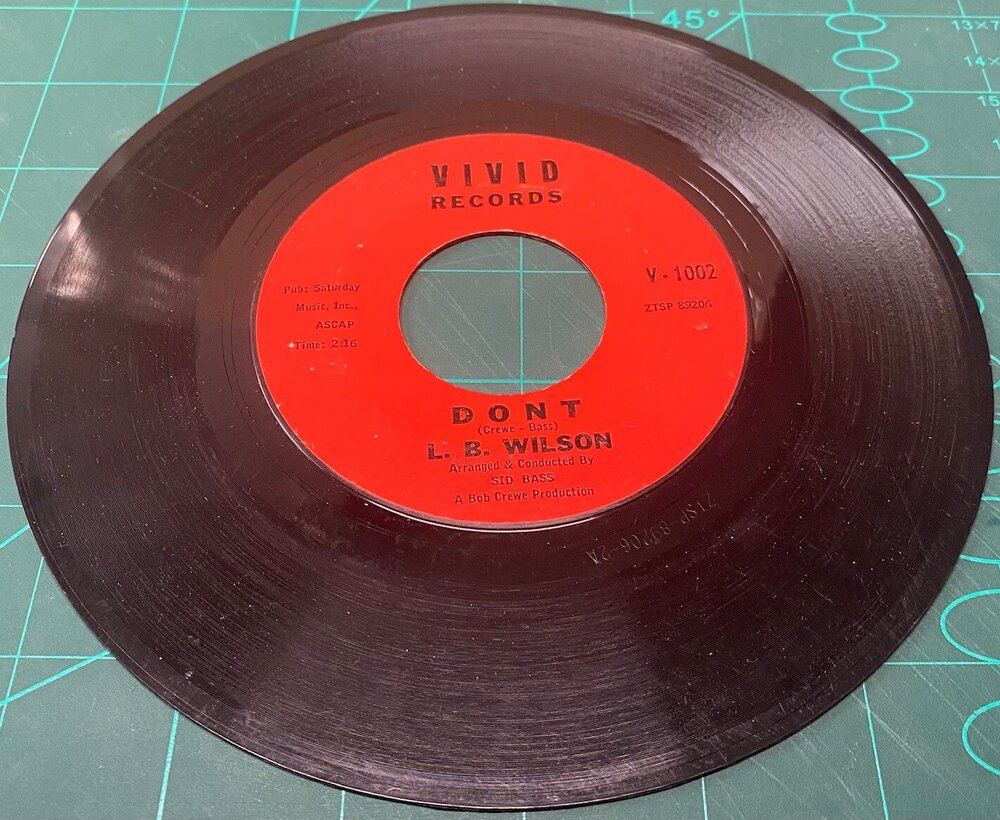 45°
13×7
14×
15
VIVID
RECORDS
Pub: Saturday
Music, Inc.,
ASCAP
Time: 2:16
V - 1002
ZTSP 89206
DONT
(Crewe - Bass)
L. B. WILSON
Arranged & Conducted By
SID BASS
A Bob Crewe Production
ZTSP-89206-2A